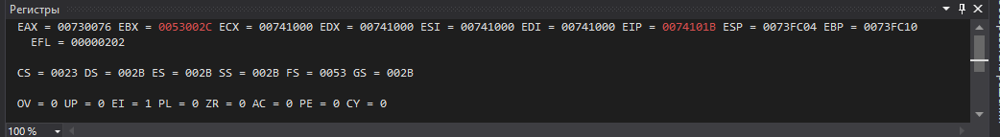 Регистры
EAX = 00730076 EBX = 0053002C ECX = 00741000 EDX = 00741000 ESI = 00741000 EDI = 00741000 EIP = 0074101B ESP = 0073FC04 EBP = 0073FC10
EFL = 00000202
CS = 0023 DS = 002B ES = 002B SS = 002B FS = 0053 GS = 002B
OV = 0 UP = 0 EI = 1 PL = 0 ZR = 0 AC = 0 PE = 0 CY = 0
100 %